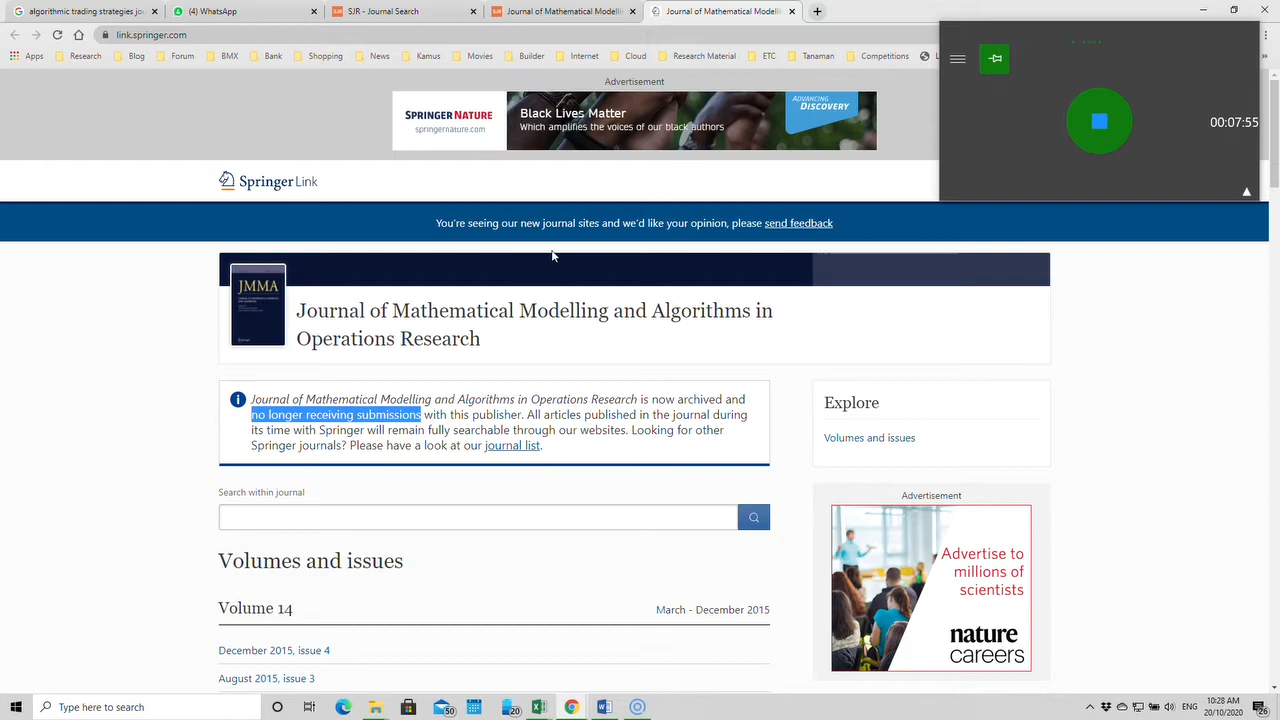 algorithmic trading strategies jou
(4) WhatsApp
SJR - Journal Search
Journal of Mathematical Modelli
Journal of Mathematical Modelli
link.springer.com
Apps
Research
Blog
Forum
BMX
Bank
Shopping
News
Kamus
Movies
Builder
Internet
Cloud
Research Material
ETC
Tanaman
Competitions
00:07:55
Advertisement
SPRINGER NATURE
springernature.com
Black Lives Matter
Which amplifies the voices of our black authors
ADVANCING
DISCOVERY
Springer Link
You're seeing our new journal sites and we'd like your opinion, please send feedback
JMMA
Journal of Mathematical Modelling and Algorithms in
Operations Research
Journal of Mathematical Modelling and Algorithms in Operations Research is now archived and
no longer receiving submissions with this publisher. All articles published in the journal during
its time with Springer will remain fully searchable through our websites. Looking for other
Springer journals? Please have a look at our journal list.
Explore
Volumes and issues
Search within journal
Volumes and issues
Volume 14
March - December 2015
December 2015, issue 4
August 2015, issue 3
Advertisement
Advertise to
millions of
scientists
nature
careers
Type here to search
50
20
ENG
10:28 AM
20/10/2020
26